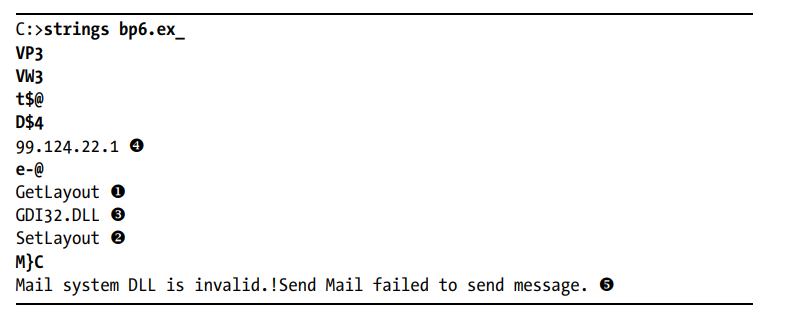 C:>strings bp6.ex_
VP3
VW3
t$@
D$4
99.124.22.1 ❹
e-@
GetLayout ❶
GDI32.DLL ❸
SetLayout ❷
M}C
Mail system DLL is invalid.!Send Mail failed to send message. ❺